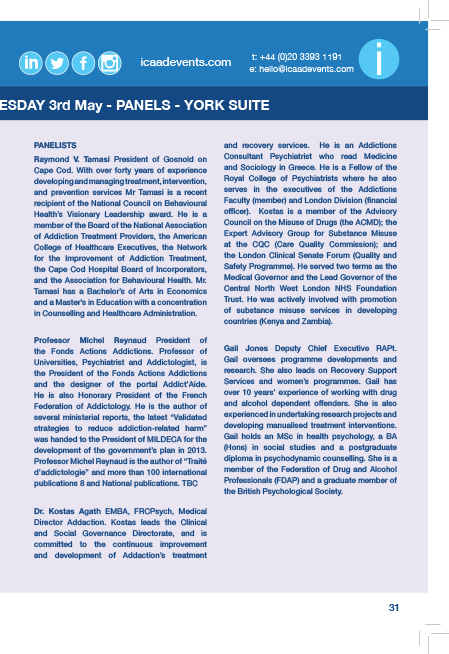 in f
icaadevents.com
t: +44 (0)20 3393 1191
e: hello@icaadevents.com
i
ESDAY 3rd May - PANELS - YORK SUITE
PANELISTS
Raymond V. Tamasi President of Gosnold on
Cape Cod. With over forty years of experience
developing and managing treatment, intervention,
and prevention services Mr Tamasi is a recent
recipient of the National Council on Behavioural
Health's Visionary Leadership award. He is a
member of the Board of the National Association
of Addiction Treatment Providers, the American
College of Healthcare Executives, the Network
for the Improvement of Addiction Treatment,
the Cape Cod Hospital Board of Incorporators,
and the Association for Behavioural Health. Mr.
Tamasi has a Bachelor's of Arts in Economics
and a Master's in Education with a concentration
in Counselling and Healthcare Administration.
Professor Michel Reynaud President of
the Fonds Actions Addictions. Professor of
Universities, Psychiatrist and Addictologist, is
the President of the Fonds Actions Addictions
and the designer of the portal Addict'Aide.
He is also Honorary President of the French
Federation of Addictology. He is the author of
several ministerial reports, the latest “Validated
strategies to reduce addiction-related harm”
was handed to the President of MILDECA for the
development of the government's plan in 2013.
Professor Michel Reynaud is the author of “Traité
d'addictologie” and more than 100 international
publications 8 and National publications. TBC
Dr. Kostas Agath EMBA, FRCPsych, Medical
Director Addaction. Kostas leads the Clinical
and Social Governance Directorate, and is
committed to the continuous improvement
and development of Addaction's treatment
and recovery services. He is an Addictions
Consultant Psychiatrist who read Medicine
and Sociology in Greece. He is a Fellow of the
Royal College of Psychiatrists where he also
serves in the executives of the Addictions
Faculty (member) and London Division (financial
officer). Kostas is a member of the Advisory
Council on the Misuse of Drugs (the ACMD); the
Expert Advisory Group for Substance Misuse
at the CQC (Care Quality Commission); and
the London Clinical Senate Forum (Quality and
Safety Programme). He served two terms as the
Medical Governor and the Lead Governor of the
Central North West London NHS Foundation
Trust. He was actively involved with promotion
of substance misuse services in developing
countries (Kenya and Zambia).
Gail Jones Deputy Chief Executive RAPt.
Gail oversees programme developments and
research. She also leads on Recovery Support
Services and women's programmes. Gail has
over 10 years' experience of working with drug
and alcohol dependent offenders. She is also
experienced in undertaking research projects and
developing manualised treatment interventions.
Gail holds an MSc in health psychology, a BA
(Hons) in social studies and a postgraduate
diploma in psychodynamic counselling. She is a
member of the Federation of Drug and Alcohol
Professionals (FDAP) and a graduate member of
the British Psychological Society.
31